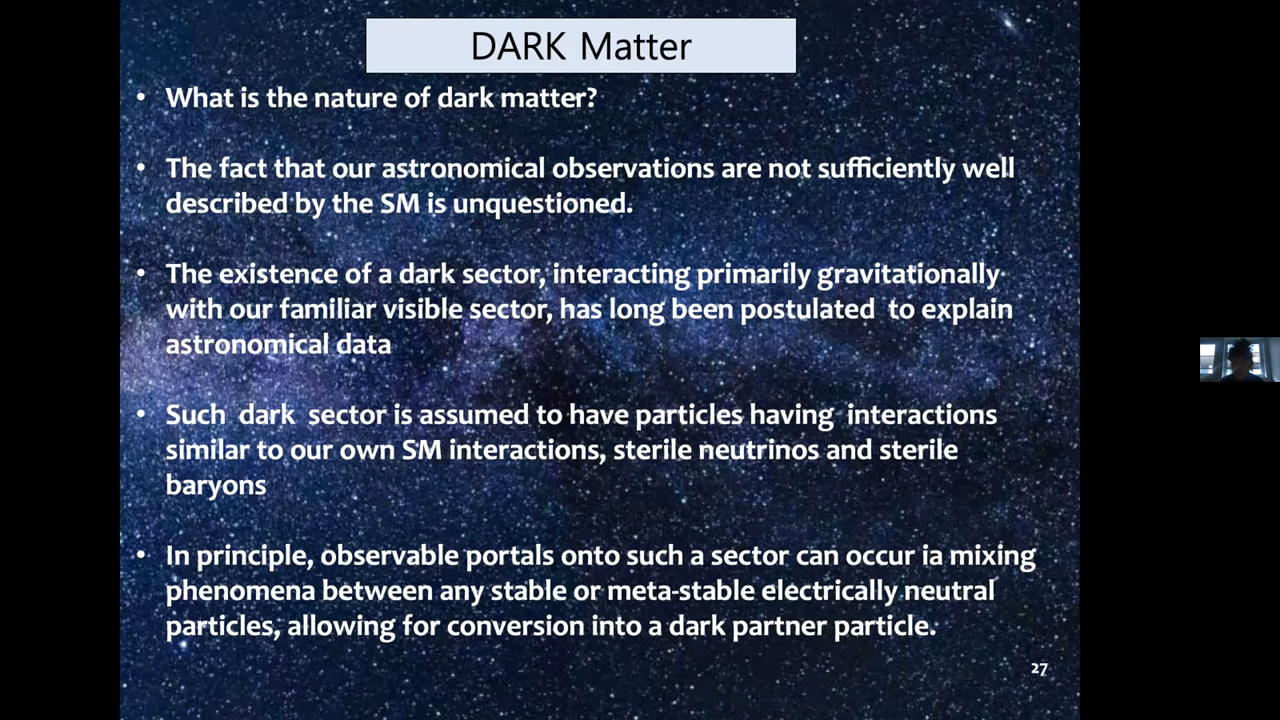 DARK Matter
• What is the nature of dark matter?
• The fact that our astronomical observations are not sufficiently well
described by the SM is unquestioned.
• The existence of a dark sector, interacting primarily gravitationally
with our familiar visible sector, has long been postulated  to explain
astronomical data
• Such  dark  sector is assumed to have particles having  interactions
similar to our own SM interactions, sterile neutrinos and sterile
baryons
• In principle, observable portals onto such a sector can occur ia mixing
phenomena between any stable or meta-stable electrically neutral
particles, allowing for conversion into a dark partner particle.
27